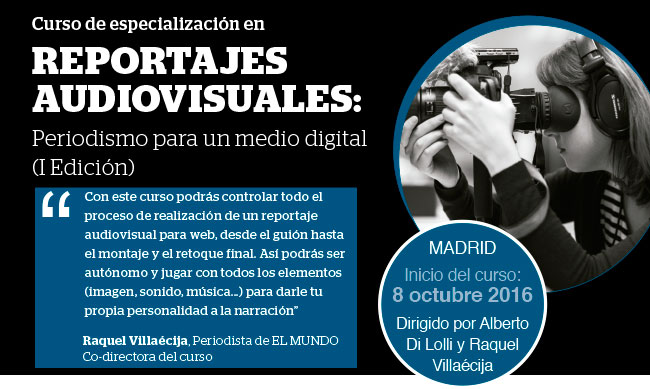 Curso de especialización en
REPORTAJES
AUDIOVISUALES:
Periodismo para un medio digital
(I Edición)
“
Con este curso podrás controlar todo el
proceso de realización de un reportaje
audiovisual para web, desde el guión hasta
el montaje y el retoque final. Así podrás ser
autónomo y jugar con todos los elementos
(imagen, sonido, música...) para darle tu
propia personalidad a la narración”
Raquel Villaécija, Periodista de EL MUNDO
Co-directora del curso
MADRID
Inicio del curso:
8 octubre 2016
Dirigido por Alberto
Di Lolli y Raquel
Villaécija